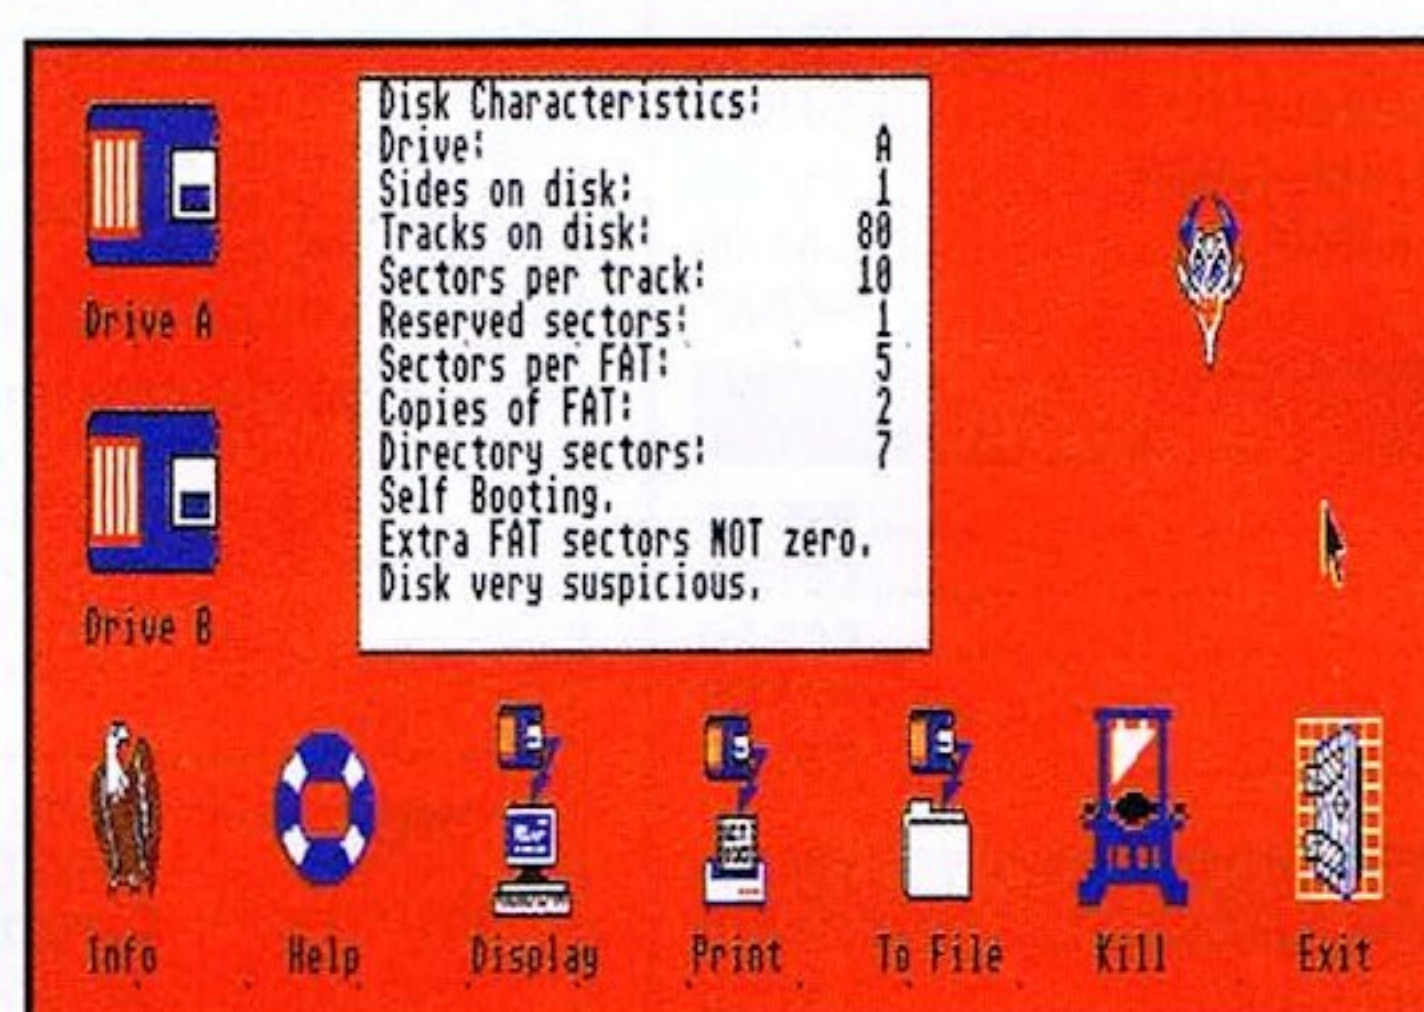 Disk Characteristics:
Drive: A
Sides on disk: 1
Tracks on disk: 80
Sectors per track: 10
Reserved sectors: 1
Sectors per FAT: 5
Copies of FAT: 2
Directory sectors: 7
Self Booting.
Extra FAT sectors NOT zero.
Disk very suspicious.
Drive A
Drive B
Info Help Display Print To File Kill Exit